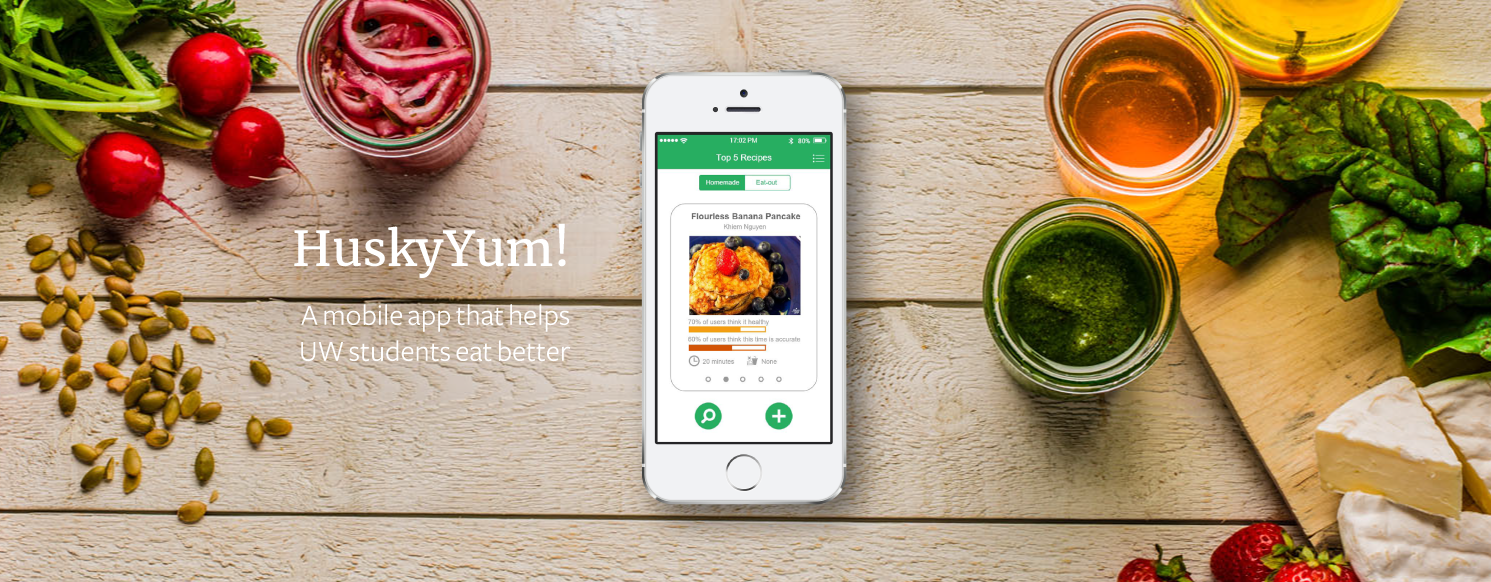 HuskyYum!
A mobile app that helps
UW students eat better
17:02 PM
80%
Top 5 Recipes
Homemade
Eat-out
Flourless Banana Pancake
Khiem Nguyen
70% of users think it healthy
60% of users think this time is accurate
20 minutes
None